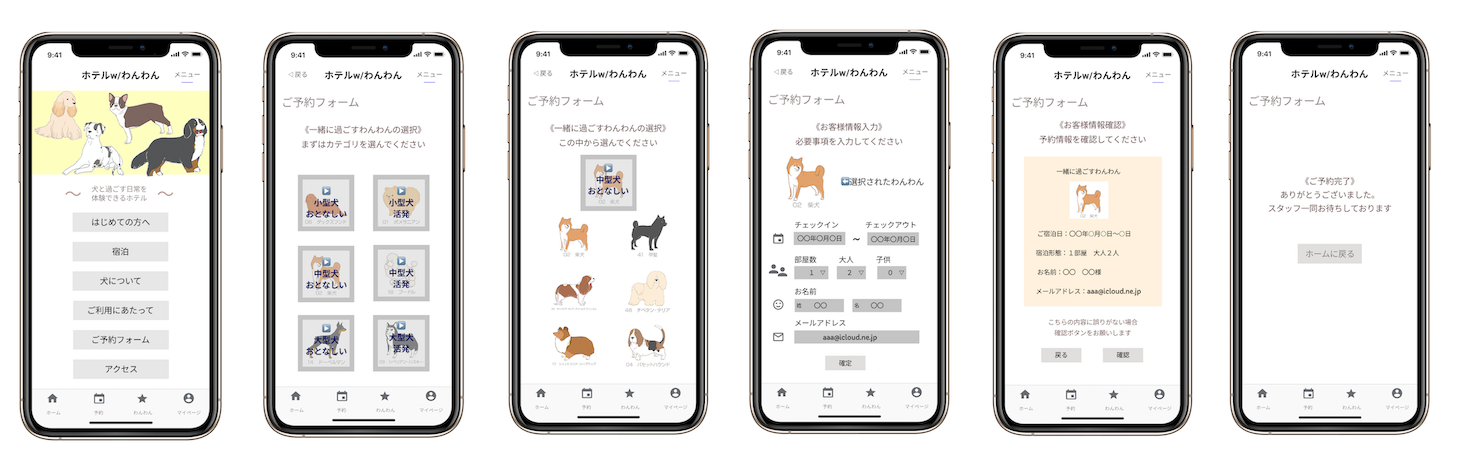 9:41
ホテルw/わんわん
メニュー
犬と過ごす日常を
体験できるホテル
はじめての方へ
宿泊
犬について
ご利用にあたって
ご予約フォーム
アクセス
ホーム
予約
わんわん
マイページ
9:41
◁戻る
ホテルw/わんわん
メニュー
ご予約フォーム
《一緒に過ごすわんわんの選択》
まずはカテゴリを選んでください
小型犬
おとなしい
小型犬
活発
中型犬
おとなしい
中型犬
活発
大型犬
おとなしい
大型犬
活発
ホーム
予約
わんわん
マイページ
9:41
◁戻る
ホテルw/わんわん
メニュー
ご予約フォーム
《一緒に過ごすわんわんの選択》
この中から選んでください
中型犬
おとなしい
02 柴犬
02 柴犬
ホーム
予約
わんわん
マイページ
9:41
◁戻る
ホテルw/わんわん
メニュー
ご予約フォーム
《お客様情報入力》
必要事項を入力してください
⬅選択されたわんわん
02 柴犬
チェックイン
チェックアウト
〇〇年〇月〇日
～
〇〇年〇月〇日
部屋数
大人
子供
1 ▽
2 ▽
0 ▽
お名前
姓 〇〇
名 〇〇
メールアドレス
aaa@icloud.ne.jp
確定
ホーム
予約
わんわん
マイページ
9:41
ホテルw/わんわん
メニュー
ご予約フォーム
《お客様情報確認》
予約情報を確認してください
一緒に過ごすわんわん
02 柴犬
ご宿泊日：〇〇年〇月〇日～〇日
宿泊形態：１部屋 大人２人
お名前：〇〇 〇〇様
メールアドレス：aaa@icloud.ne.jp
こちらの内容に誤りがない場合
確認ボタンをお願いします
戻る
確認
ホーム
予約
わんわん
マイページ
9:41
ホテルw/わんわん
メニュー
ご予約フォーム
《ご予約完了》
ありがとうございました。
スタッフ一同お待ちしております
ホームに戻る
ホーム
予約
わんわん
マイページ